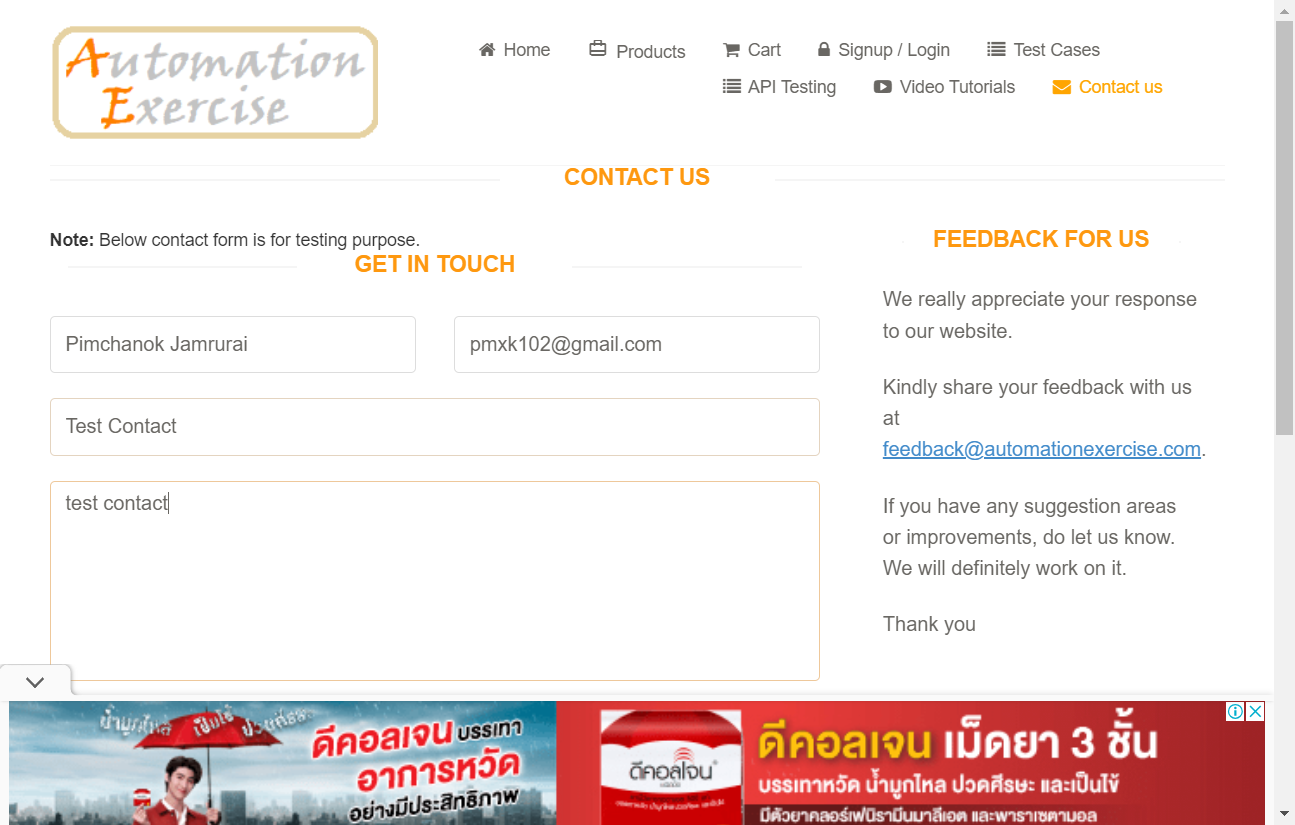 Automation
Exercise
Home
Products
Cart
Signup / Login
Test Cases
API Testing
Video Tutorials
Contact us
CONTACT US
Note: Below contact form is for testing purpose.
GET IN TOUCH
Pimchanok Jamrurai
pmxk102@gmail.com
Test Contact
test contact
FEEDBACK FOR US
We really appreciate your response
to our website.
Kindly share your feedback with us
at
feedback@automationexercise.com.
If you have any suggestion areas
or improvements, do let us know.
We will definitely work on it.
Thank you
น้ำมูกไหล เป็นไข้ ปวดศีรษะ
ดีคอลเจน บรรเทา
อาการหวัด
อย่างมีประสิทธิภาพ
ดีคอลเจน
ดีคอลเจน เม็ดยา 3 ชั้น
บรรเทาหวัด น้ำมูกไหล ปวดศีรษะ และเป็นไข้
มีตัวยาคลอร์เฟนิรามีนมาลีเอต และพาราเซตามอล